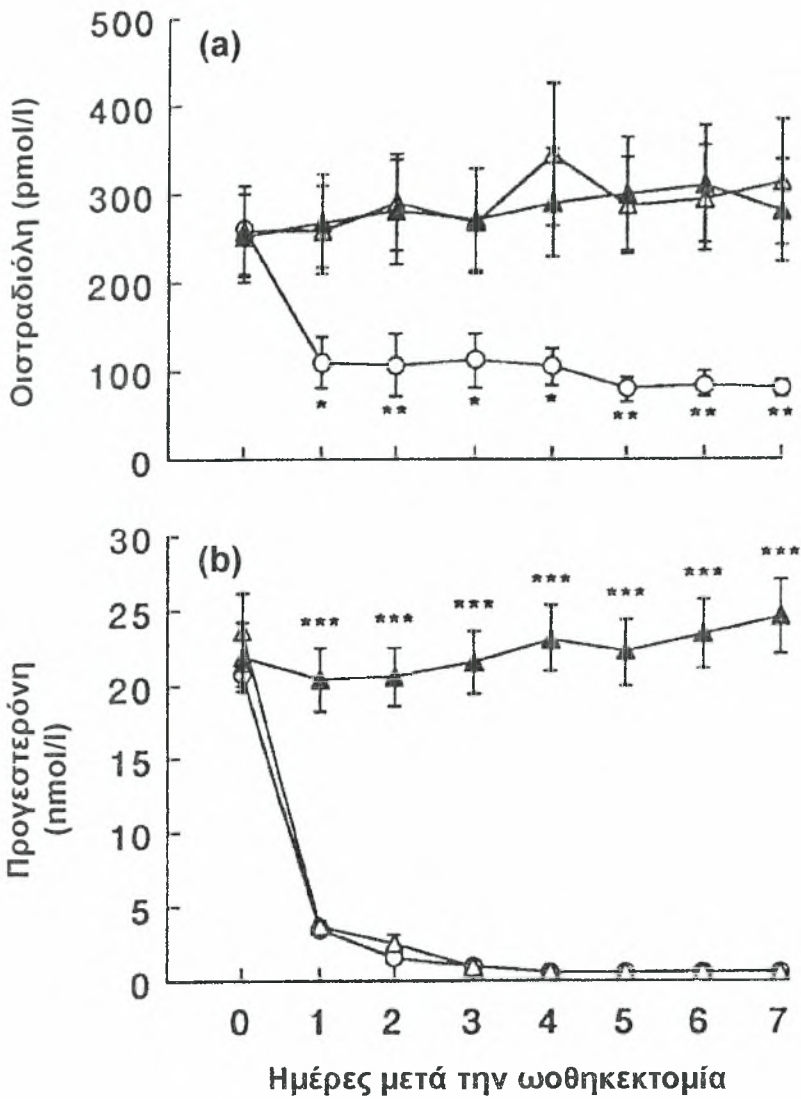 (a)
Οιστραδιόλη (pmol/l)
500
400
300
200
100
0
* ** * * ** ** **
(b)
Προγεστερόνη
(nmol/l)
30
25
20
15
10
5
0
*** *** *** *** *** *** ***
0 1 2 3 4 5 6 7
Ημέρες μετά την ωοθηκεκτομία